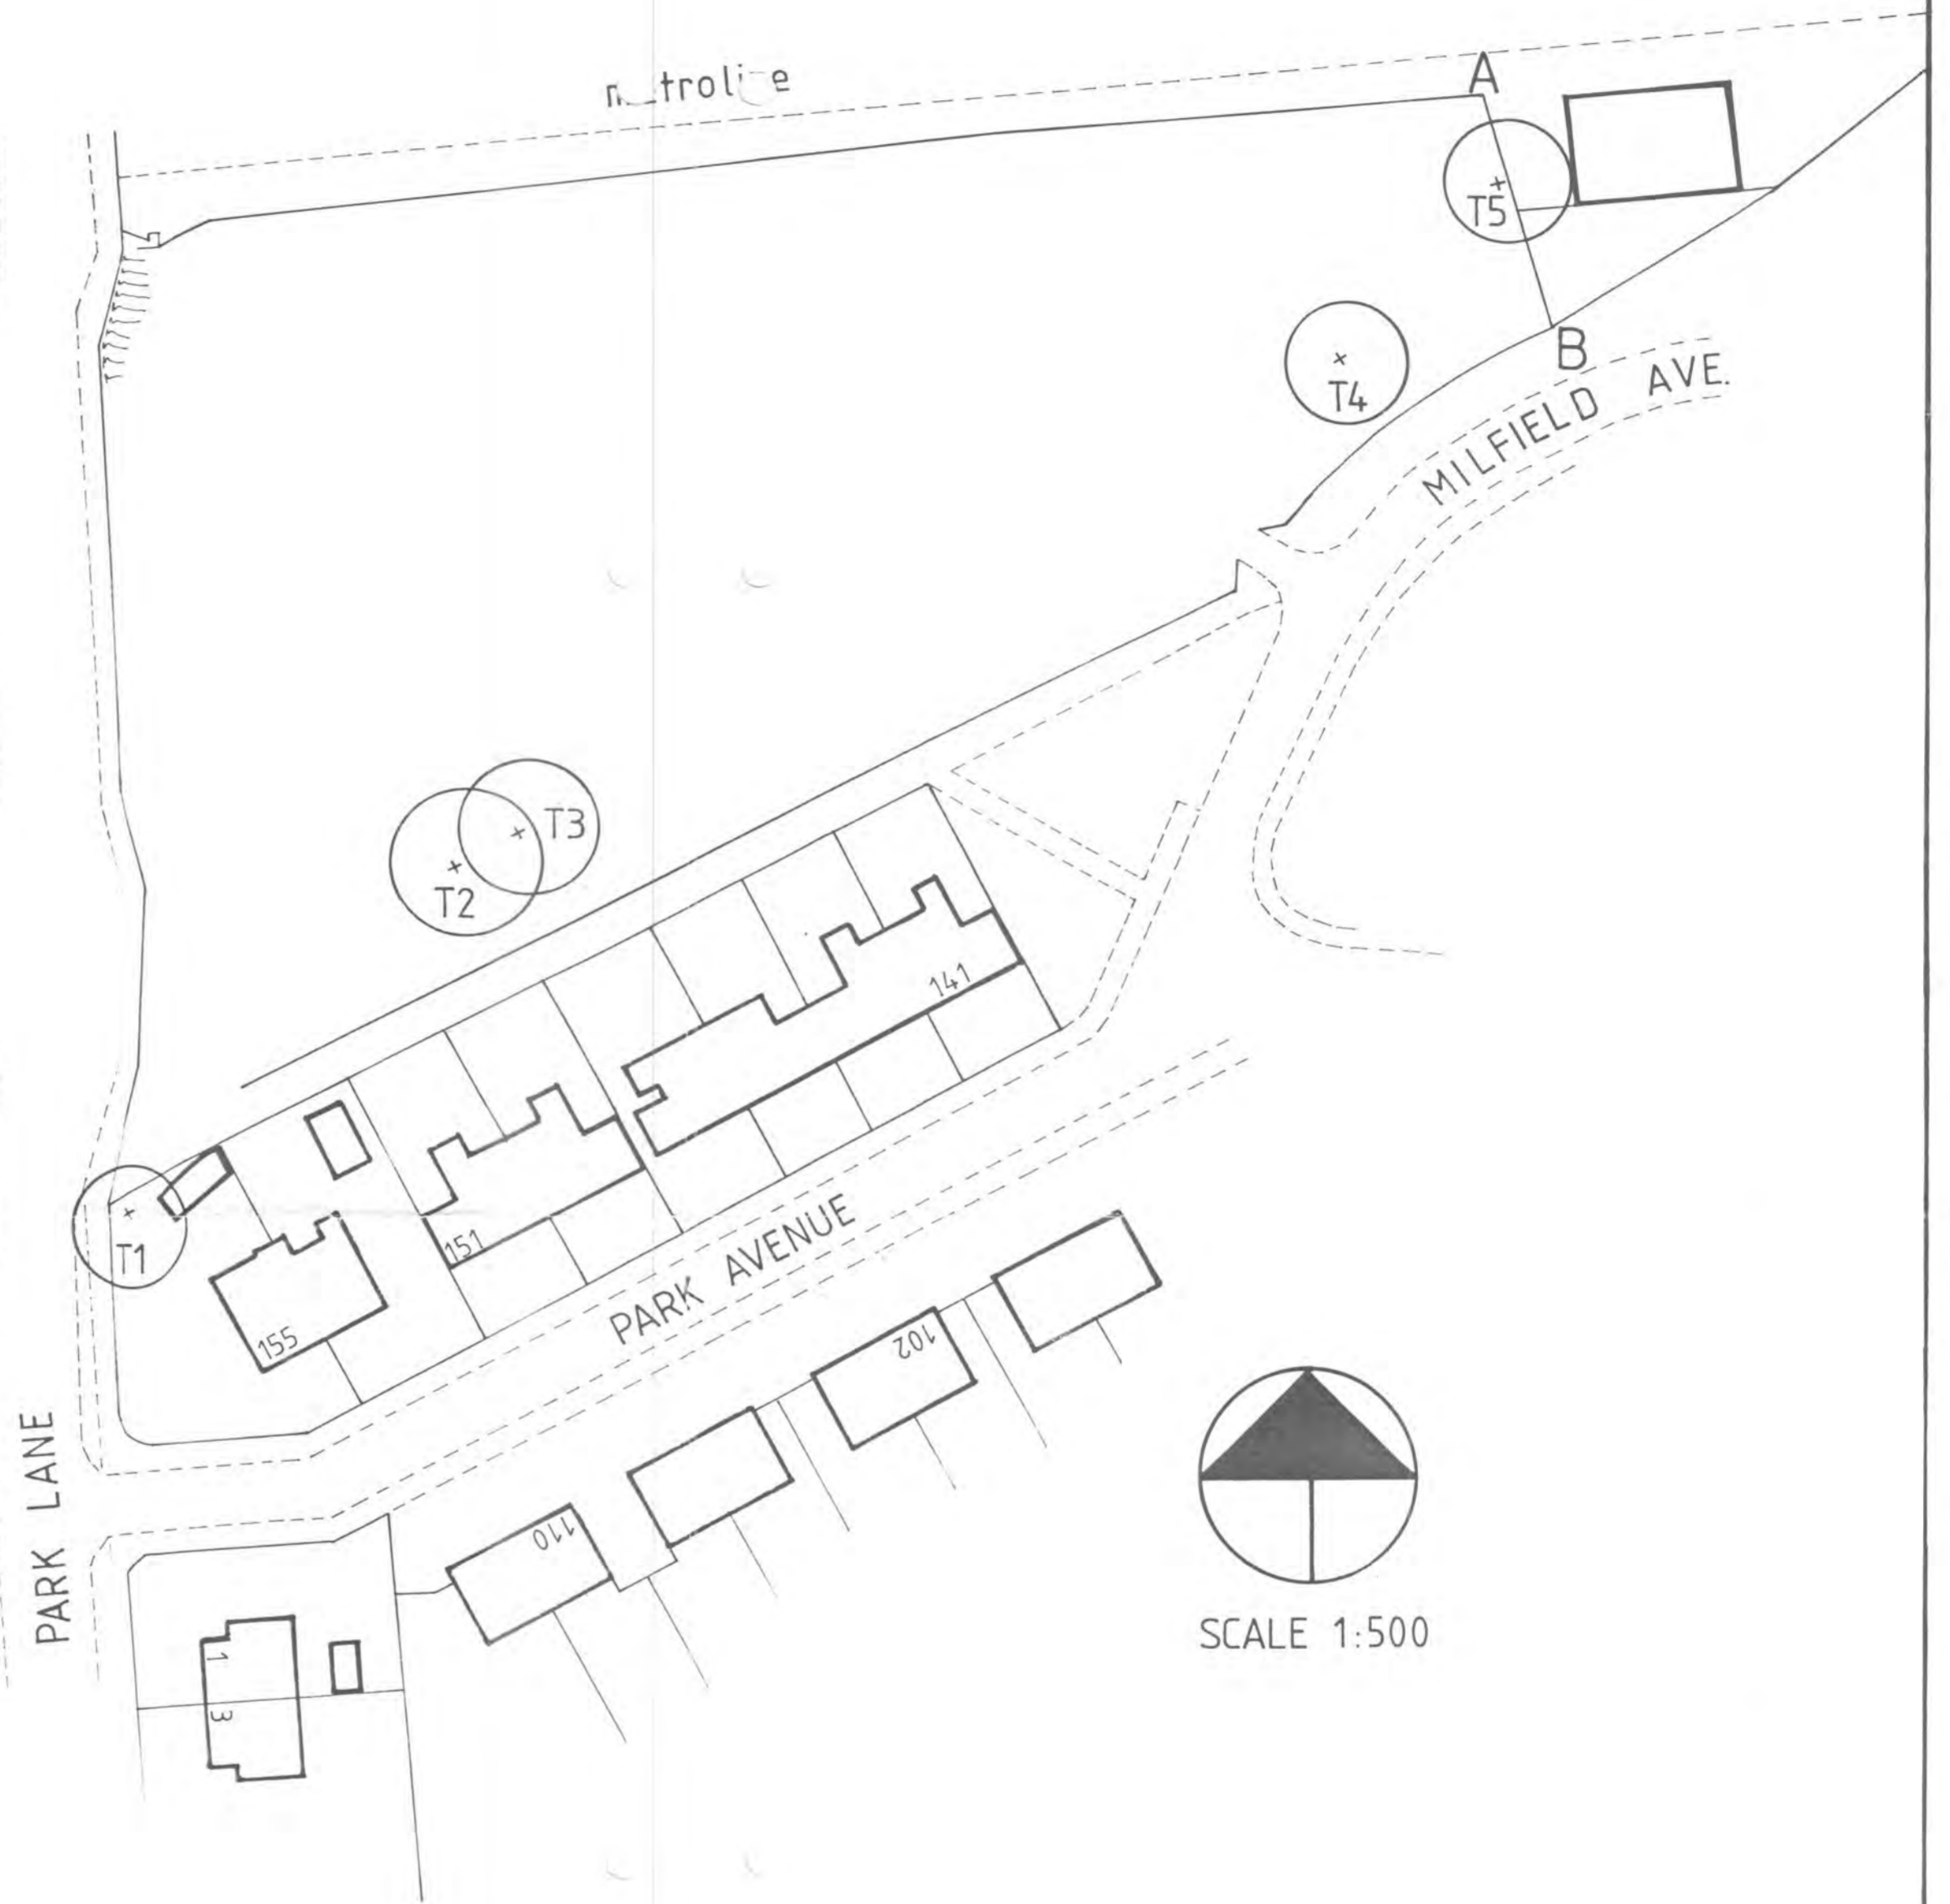 A
T5
B
T4
MILFIELD AVE.
T3
T2
141
151
T1
155
PARK AVENUE
102
110
PARK LANE
1
3
SCALE 1:500